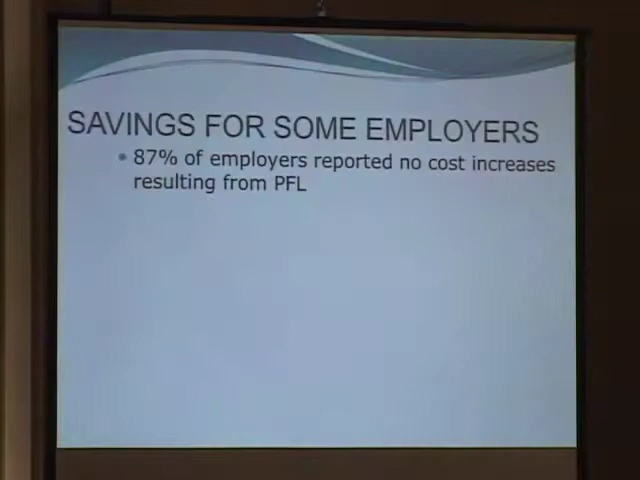 SAVINGS FOR SOME EMPLOYERS
• 87% of employers reported no cost increases
resulting from PFL